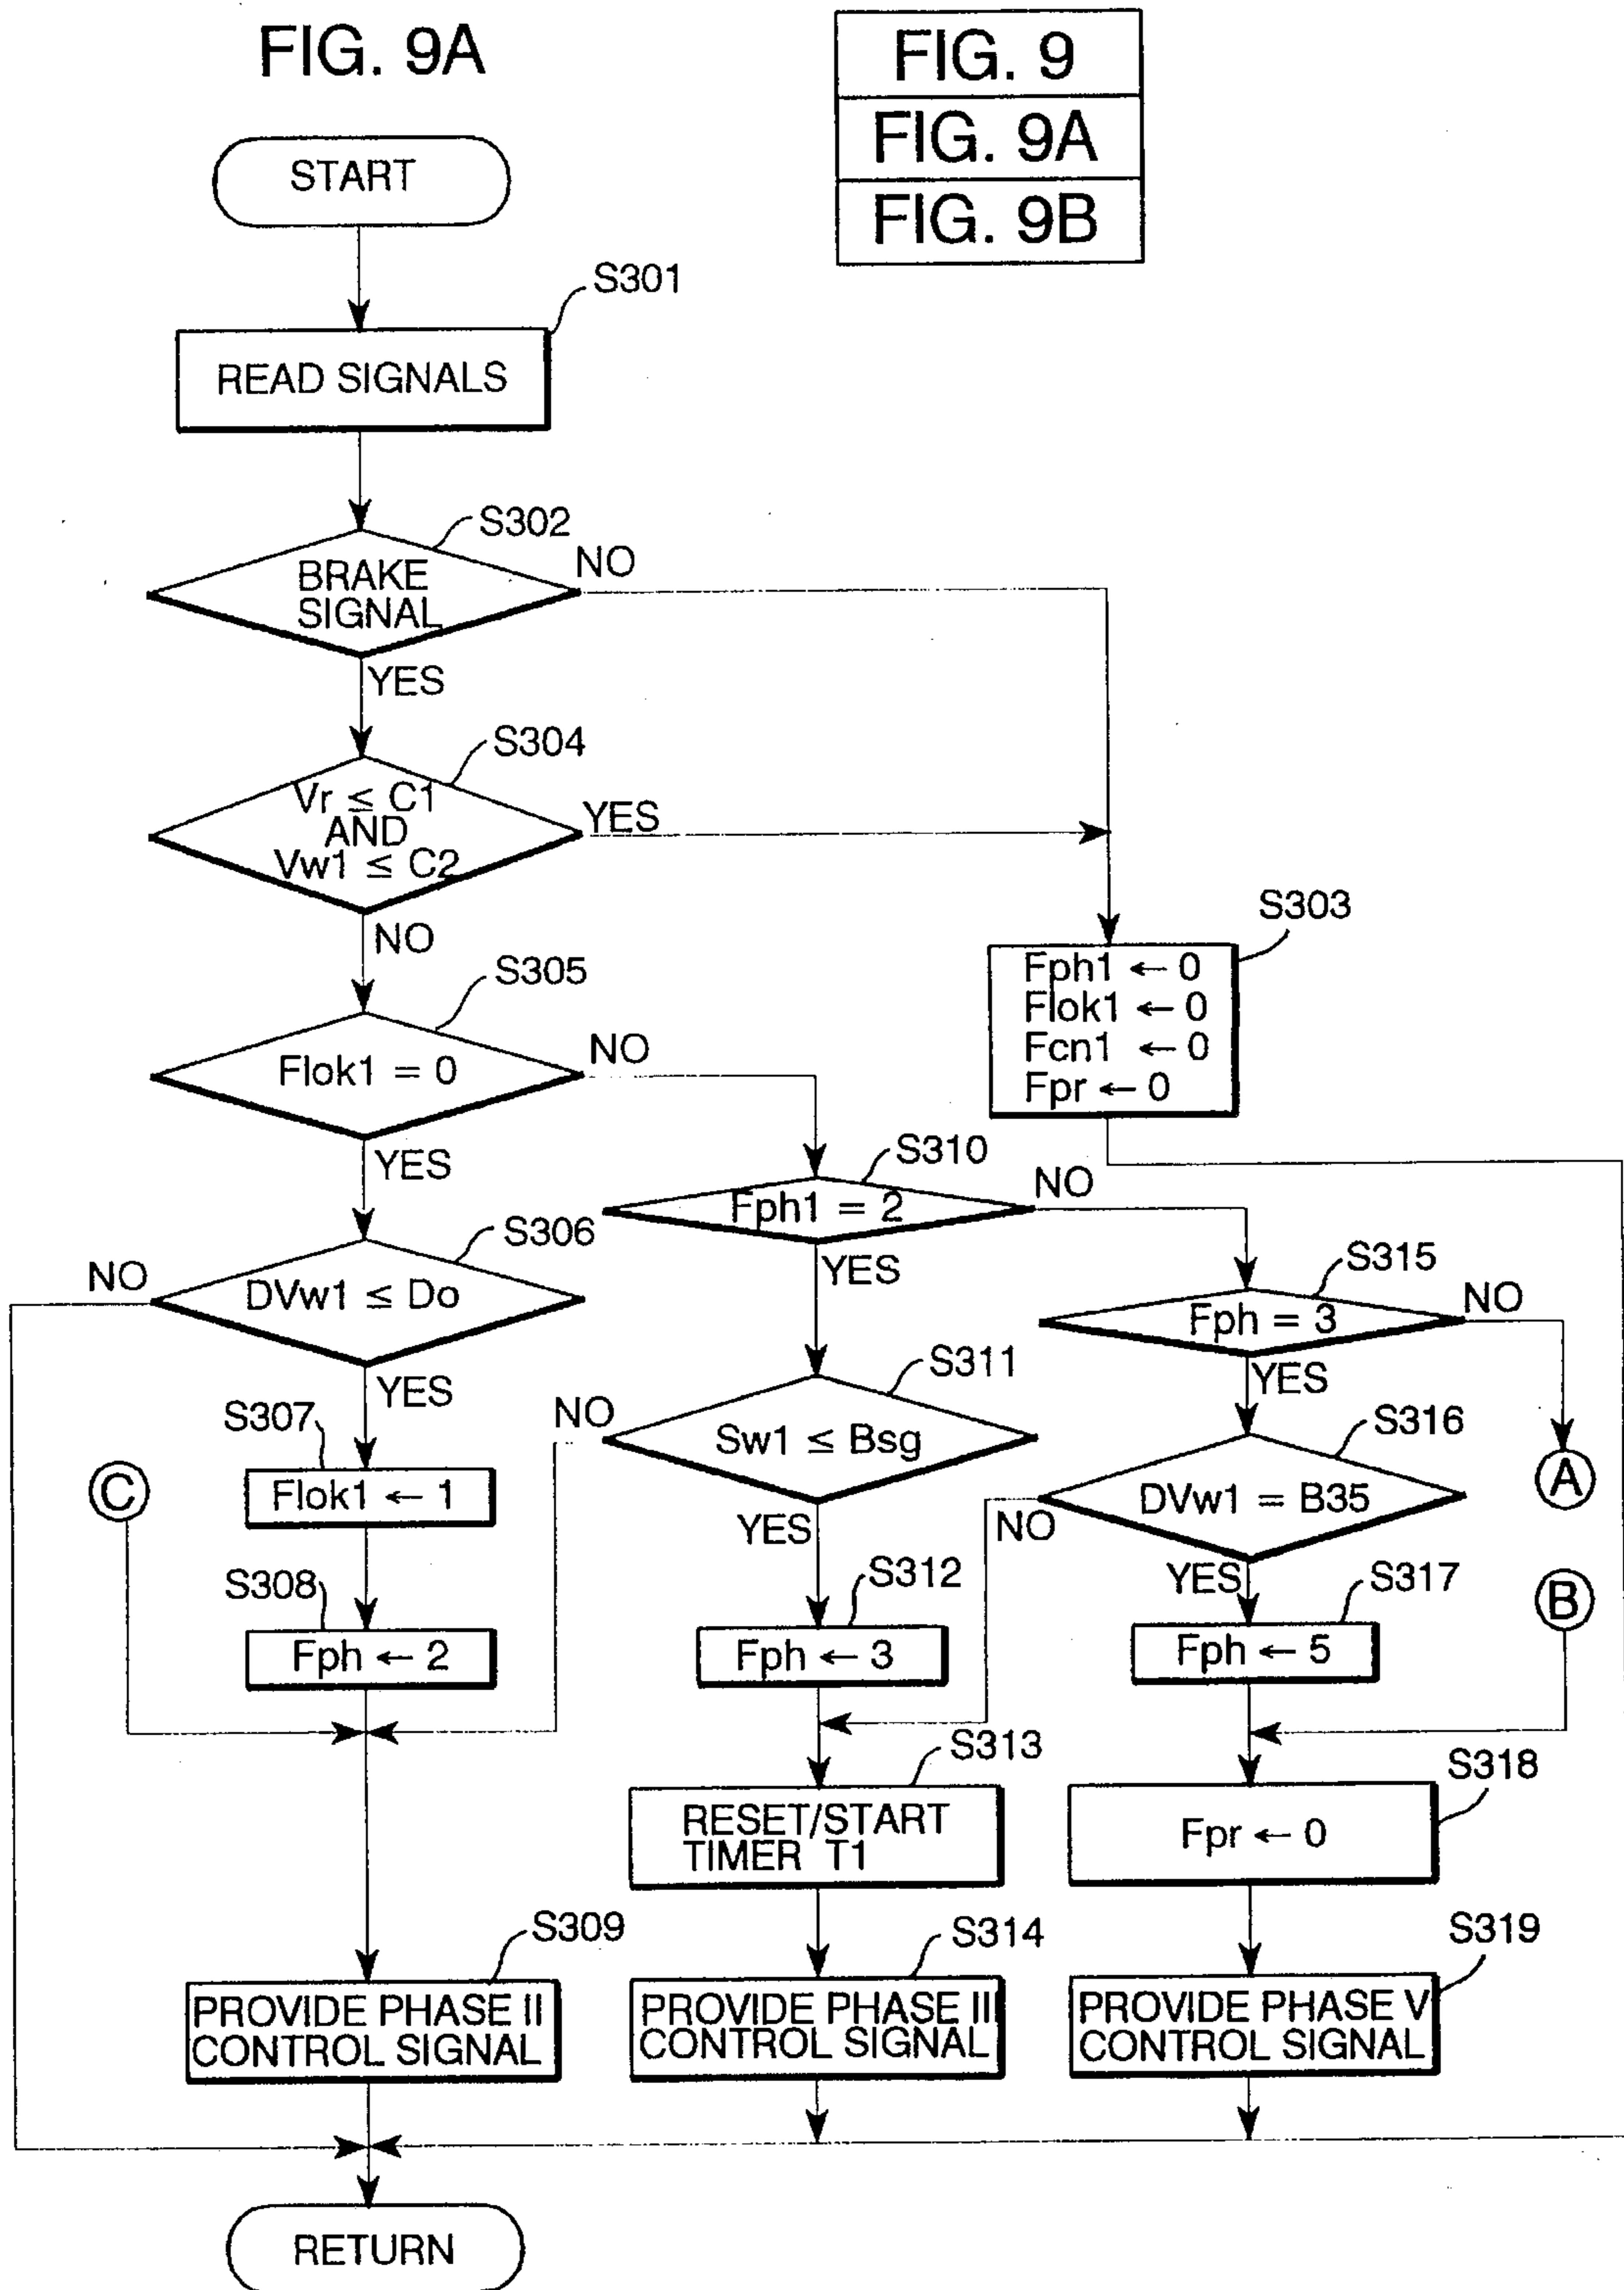 FIG. 9A
FIG. 9
FIG. 9A
FIG. 9B
START
S301
READ SIGNALS
S302
BRAKE
SIGNAL
NO
YES
S304
Vr ≤ C1
AND
Vw1 ≤ C2
YES
NO
S303
Fph1 ← 0
Flok1 ← 0
Fcn1 ← 0
Fpr ← 0
S305
Flok1 = 0
NO
YES
S310
Fph1 = 2
NO
YES
S306
DVw1 ≤ Do
NO
YES
S315
Fph = 3
NO
YES
A
S311
Sw1 ≤ Bsg
NO
YES
S316
DVw1 = B35
NO
YES
S307
Flok1 ← 1
C
S308
Fph ← 2
S312
Fph ← 3
S317
Fph ← 5
B
S313
RESET/START
TIMER T1
S318
Fpr ← 0
S309
PROVIDE PHASE II
CONTROL SIGNAL
S314
PROVIDE PHASE III
CONTROL SIGNAL
S319
PROVIDE PHASE V
CONTROL SIGNAL
RETURN